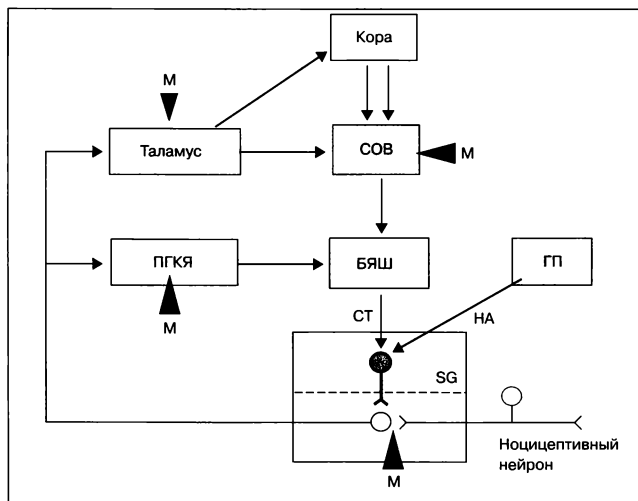 Кора
М
Таламус
СОВ
М
ПГКЯ
БЯШ
ГП
М
СТ
НА
SG
М
Ноцицептивный
нейрон